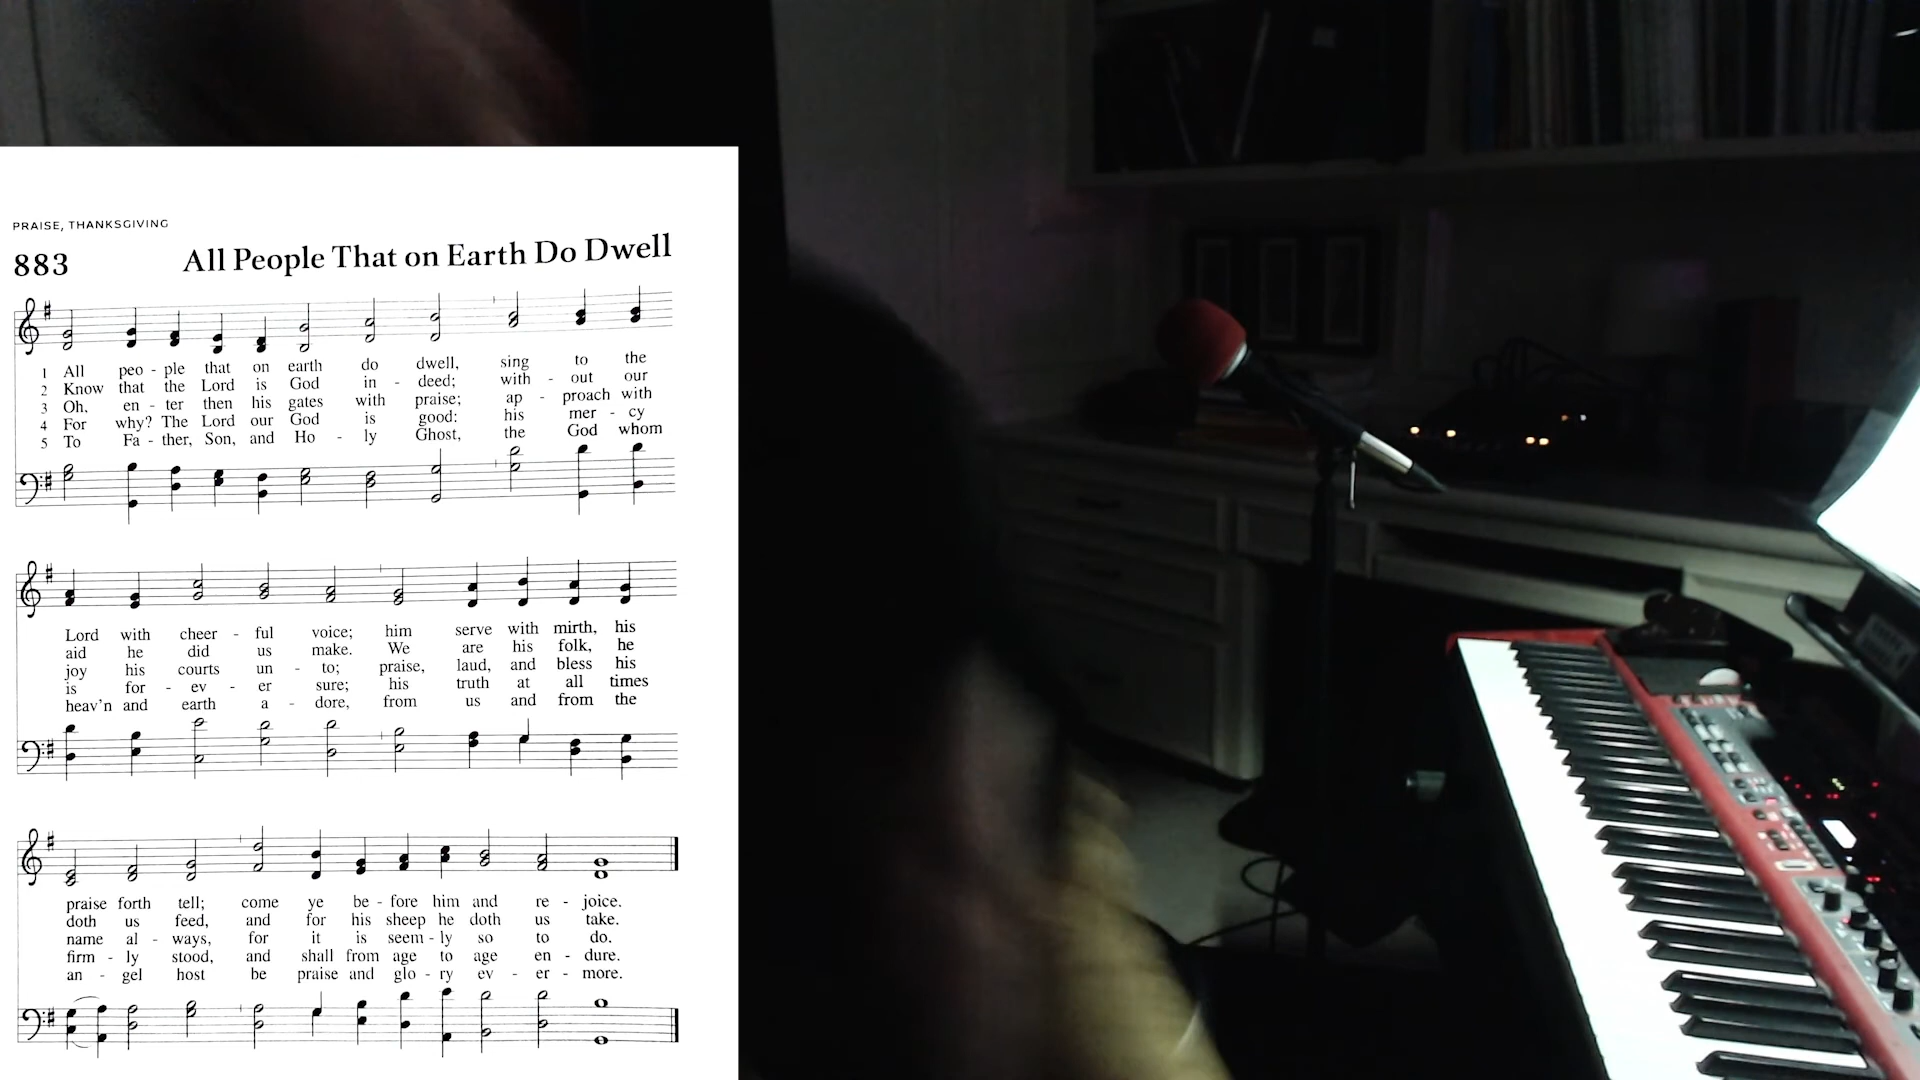 PRAISE, THANKSGIVING
883 All People That on Earth Do Dwell
1 All peo - ple that on earth do dwell, sing to the
2 Know that the Lord is God in - deed; with - out our
3 Oh, en - ter then his gates with praise; ap - proach with
4 For why? The Lord our God is good: his mer - cy
5 To Fa - ther, Son, and Ho - ly Ghost, the God whom
Lord with cheer - ful voice; him serve with mirth, his
aid he did us make. We are his folk, he
joy his courts un - to; praise, laud, and bless his
is for - ev - er sure; his truth at all times
heav'n and earth a - dore, from us and from the
praise forth tell; come ye be - fore him and re - joice.
doth us feed, and for his sheep he doth us take.
name al - ways, for it is seem - ly so to do.
firm - ly stood, and shall from age to age en - dure.
an - gel host be praise and glo - ry ev - er - more.